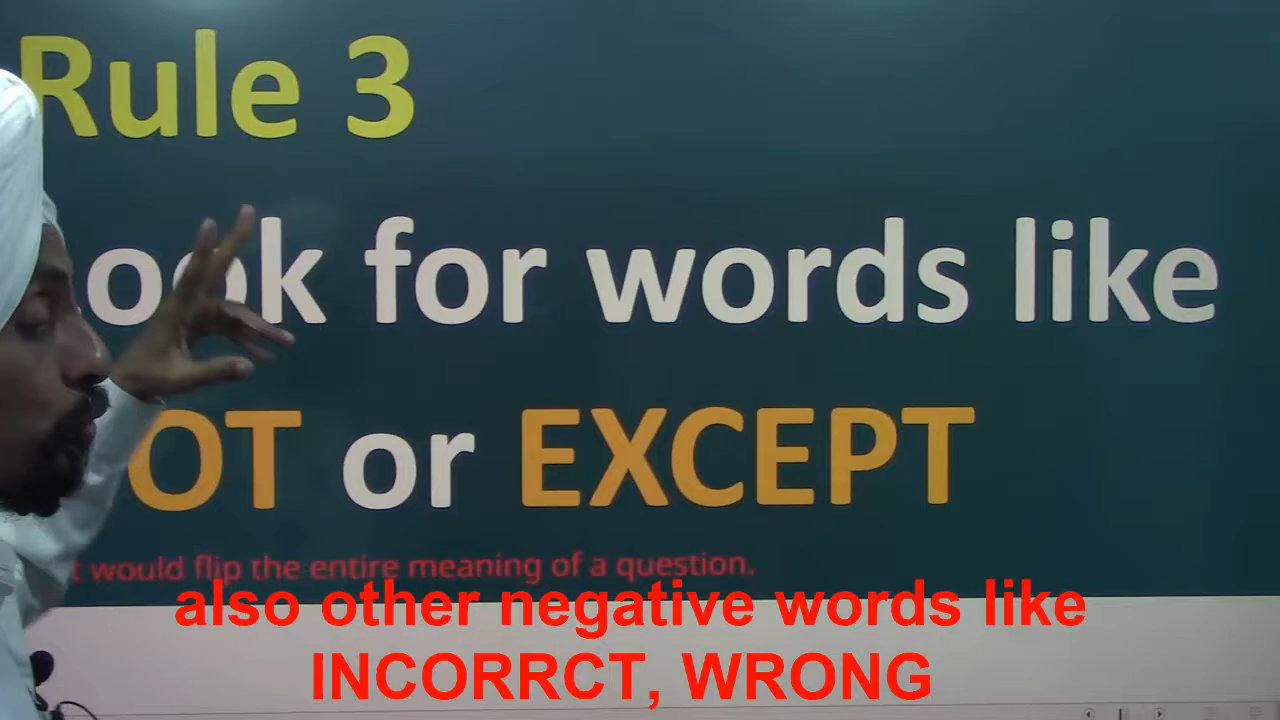 Rule 3
ook for words like
OT or EXCEPT
t would flip the entire meaning of a question.
also other negative words like
INCORRCT, WRONG